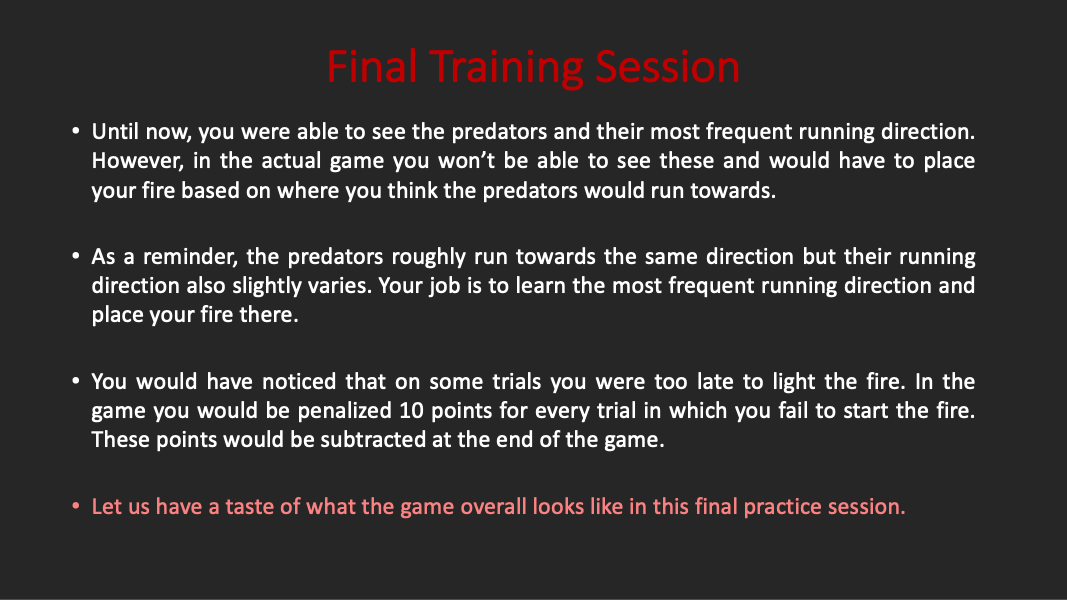 Final Training Session
• Until now, you were able to see the predators and their most frequent running direction.
However, in the actual game you won’t be able to see these and would have to place
your fire based on where you think the predators would run towards.
• As a reminder, the predators roughly run towards the same direction but their running
direction also slightly varies. Your job is to learn the most frequent running direction and
place your fire there.
• You would have noticed that on some trials you were too late to light the fire. In the
game you would be penalized 10 points for every trial in which you fail to start the fire.
These points would be subtracted at the end of the game.
• Let us have a taste of what the game overall looks like in this final practice session.